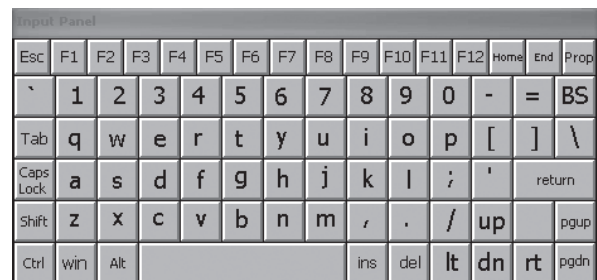 Input Panel
Esc F1 F2 F3 F4 F5 F6 F7 F8 F9 F10 F11 F12 Home End Prop
` 1 2 3 4 5 6 7 8 9 0 - = BS
Tab q w e r t y u i o p [ ] \
Caps Lock a s d f g h j k l ; ' return
Shift z x c v b n m , . / up pgup
Ctrl win Alt ins del lt dn rt pgdn